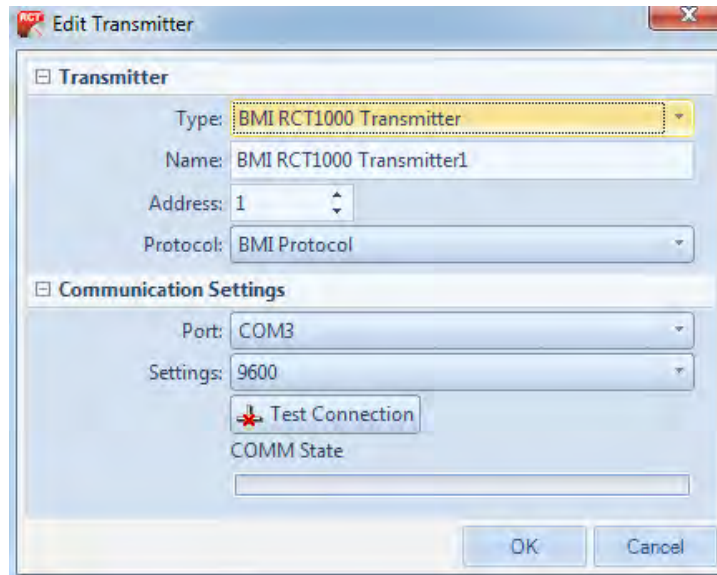 RCT Edit Transmitter
Transmitter
Type: BMI RCT1000 Transmitter
Name: BMI RCT1000 Transmitter1
Address: 1
Protocol: BMI Protocol
Communication Settings
Port: COM3
Settings: 9600
Test Connection
COMM State
OK Cancel